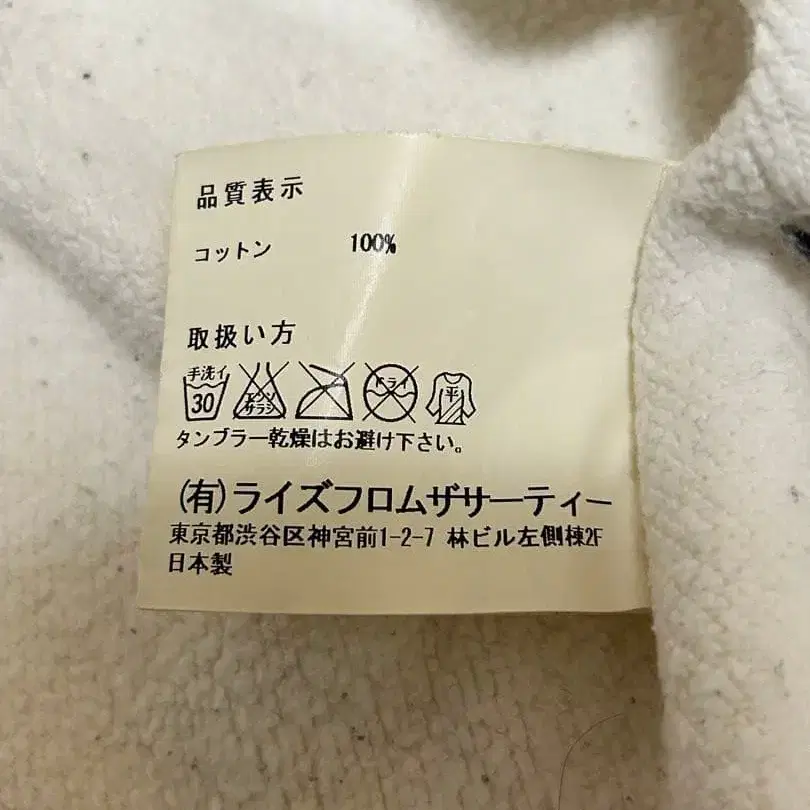 品質表示
コットン 100%
取扱い方
手洗イ 30 エンソサラシ ドライ 平
タンブラー乾燥はお避け下さい。
(有)ライズフロムザサーティー
東京都渋谷区神宮前1-2-7 林ビル左側棟2F
日本製